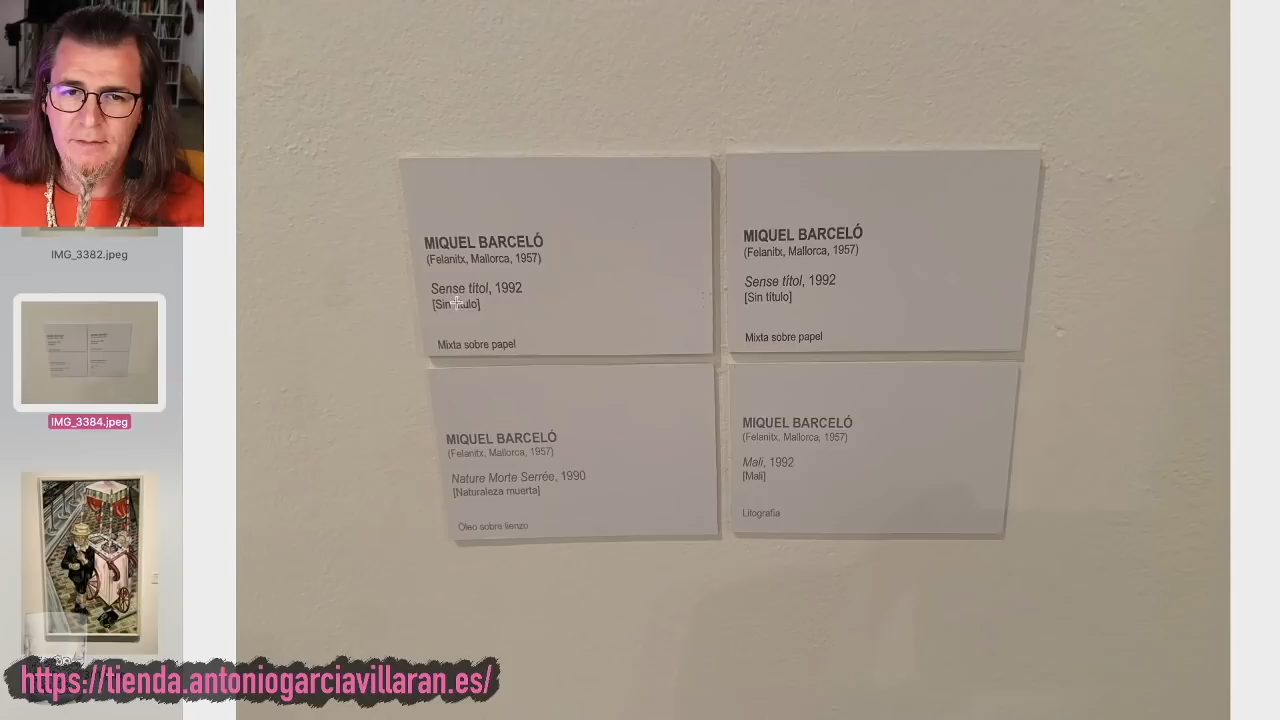 IMG_3382.jpeg
IMG_3384.jpeg
MIQUEL BARCELÓ
(Felanitx, Mallorca, 1957)
Sense títol, 1992
[Sin título]
Mixta sobre papel
MIQUEL BARCELÓ
(Felanitx, Mallorca, 1957)
Sense títol, 1992
[Sin título]
Mixta sobre papel
MIQUEL BARCELÓ
(Felanitx, Mallorca, 1957)
Nature Morte Serrée, 1990
[Naturaleza muerta]
Óleo sobre lienzo
MIQUEL BARCELÓ
(Felanitx, Mallorca, 1957)
Mali, 1992
[Mali]
Litografía
https://tienda.antoniogarciavillaran.es/